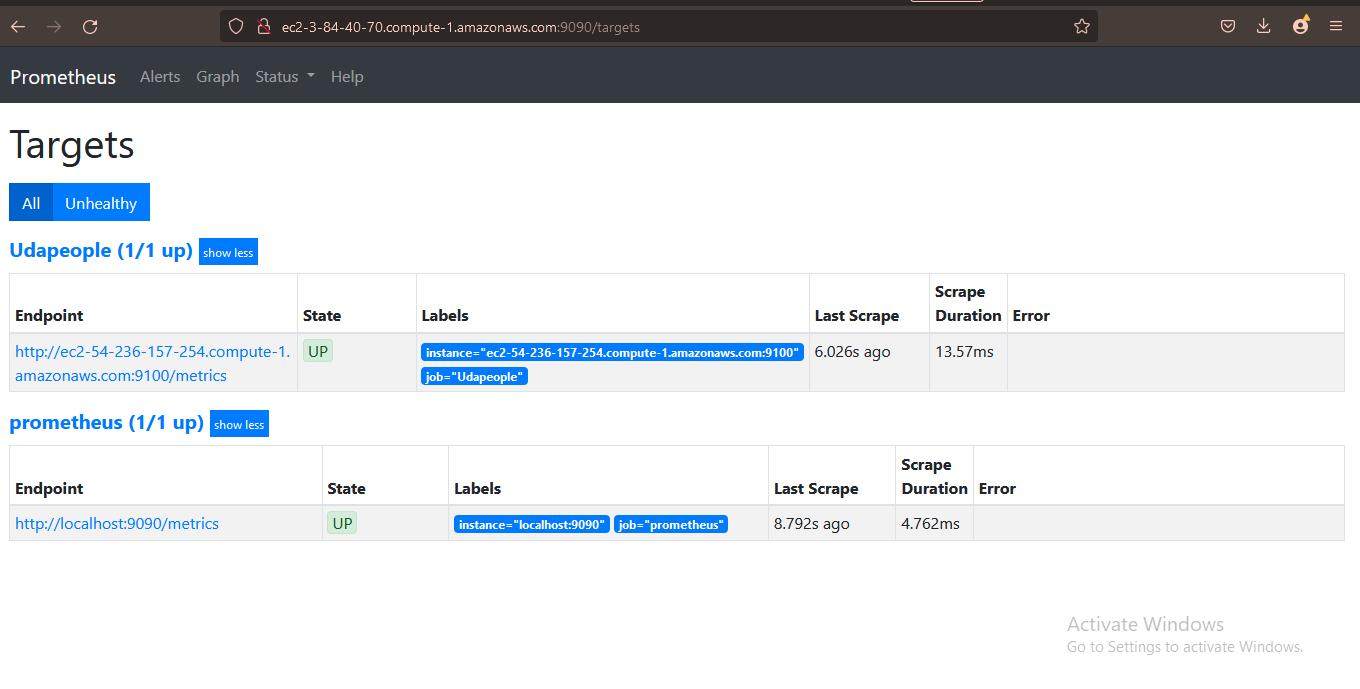 ec2-3-84-40-70.compute-1.amazonaws.com:9090/targets
Prometheus Alerts Graph Status Help
Targets
All Unhealthy
Udapeople (1/1 up) show less
Endpoint State Labels Last Scrape Scrape Duration Error
http://ec2-54-236-157-254.compute-1.
amazonaws.com:9100/metrics
UP
instance="ec2-54-236-157-254.compute-1.amazonaws.com:9100"
job="Udapeople"
6.026s ago
13.57ms
prometheus (1/1 up) show less
Endpoint State Labels Last Scrape Scrape Duration Error
http://localhost:9090/metrics UP instance="localhost:9090" job="prometheus" 8.792s ago 4.762ms
Activate Windows
Go to Settings to activate Windows.